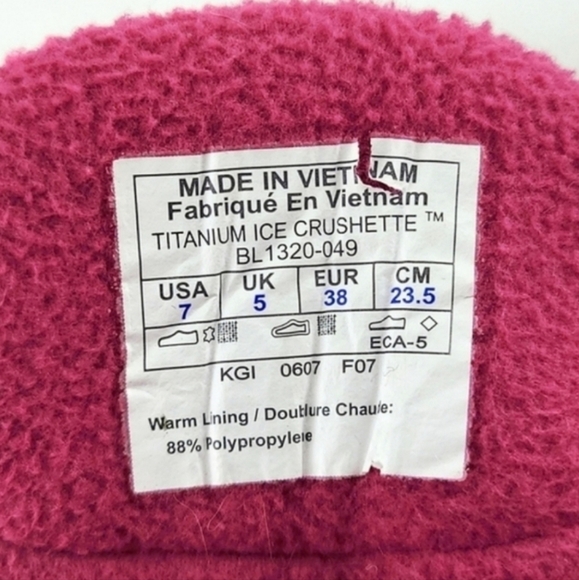 MADE IN VIETNAM
Fabriqué En Vietnam
TITANIUM ICE CRUSHETTE ™
BL1320-049
USA UK EUR CM
7 5 38 23.5
ECA-5
KGI 0607 F07
Warm Lining / Doublure Chaude:
88% Polypropylene